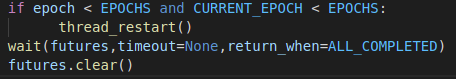 if epoch < EPOCHS and CURRENT_EPOCH < EPOCHS:
        thread_restart()
wait(futures,timeout=None,return_when=ALL_COMPLETED)
futures.clear()